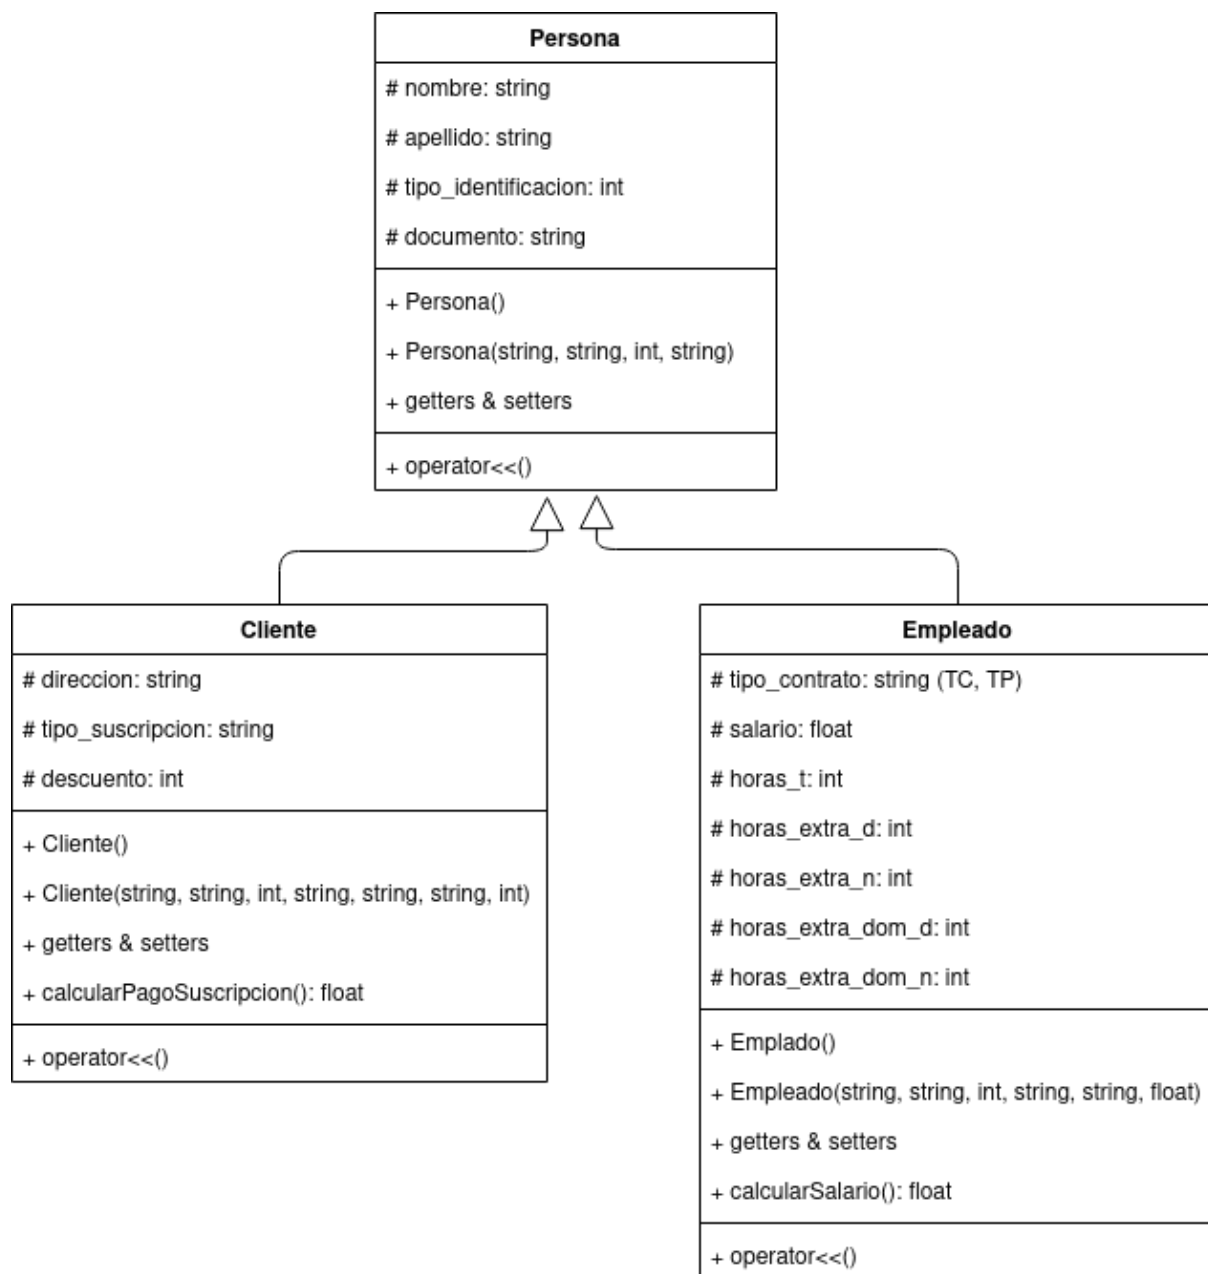 Persona
# nombre: string
# apellido: string
# tipo_identificacion: int
# documento: string
+ Persona()
+ Persona(string, string, int, string)
+ getters & setters
+ operator<<()
Cliente
# direccion: string
# tipo_suscripcion: string
# descuento: int
+ Cliente()
+ Cliente(string, string, int, string, string, string, int)
+ getters & setters
+ calcularPagoSuscripcion(): float
+ operator<<()
Empleado
# tipo_contrato: string (TC, TP)
# salario: float
# horas_t: int
# horas_extra_d: int
# horas_extra_n: int
# horas_extra_dom_d: int
# horas_extra_dom_n: int
+ Emplado()
+ Empleado(string, string, int, string, string, float)
+ getters & setters
+ calcularSalario(): float
+ operator<<()